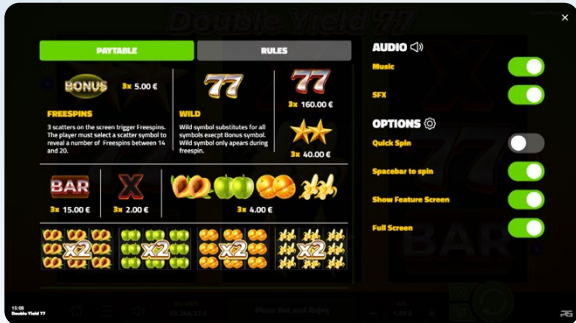 Double Yield 77
PAYTABLE
RULES
BONUS
3x 5.00 €
FREESPINS
3 scatters on the screen trigger Freespins.
The player must select a scatter symbol to
reveal a number of Freespins between 14
and 20.
77
WILD
Wild symbol substitutes for all
symbols execpt Bonus symbol.
Wild symbol only apears during
freespin.
77
3x 160.00 €
3x 40.00 €
BAR
3x 15.00 €
X
3x 2.00 €
3x 4.00 €
x2
x2
x2
x2
AUDIO
Music
SFX
OPTIONS
Quick Spin
Spacebar to spin
Show Feature Screen
Full Screen
BAR
Place Bet and Enjoy
15:08
Double Yield 77